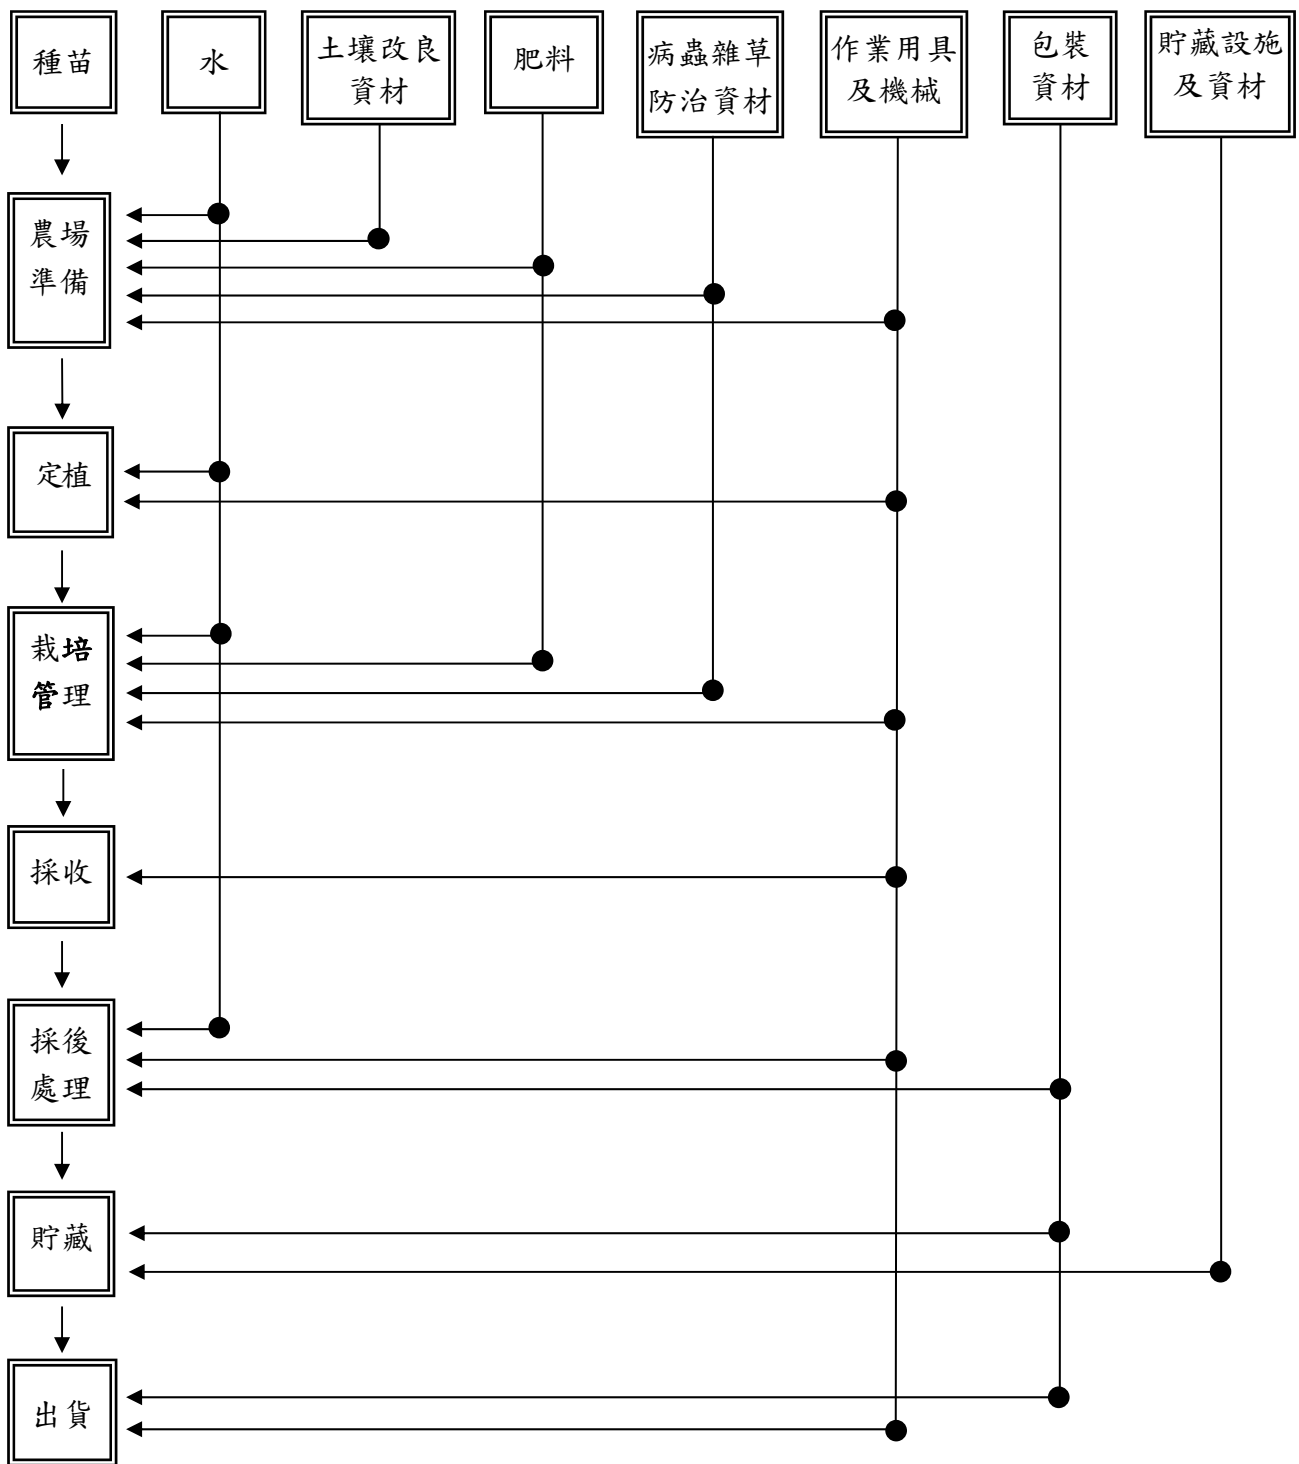 種苗
水
土壤改良
資材
肥料
病蟲雜草
防治資材
作業用具
及機械
包裝
資材
貯藏設施
及資材
農場
準備
定植
栽培
管理
採收
採後
處理
貯藏
出貨